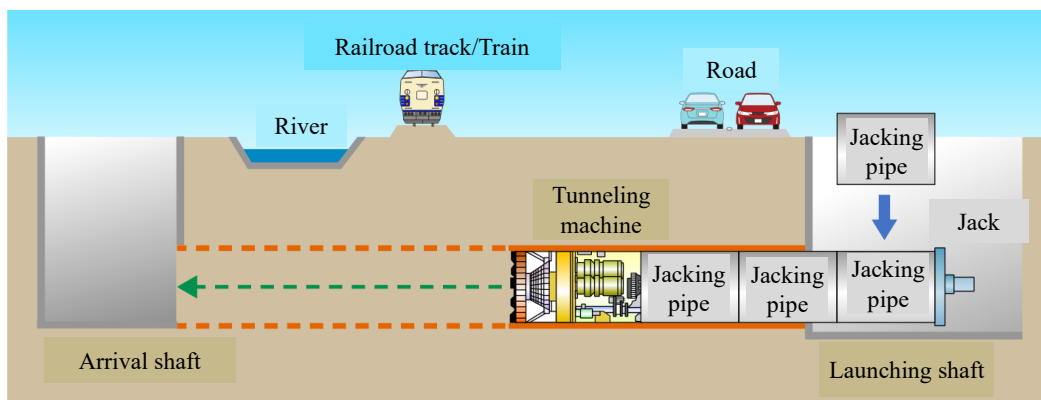 Railroad track/Train
Road
River
Jacking
pipe
Tunneling
machine
Jack
Jacking
pipe
Jacking
pipe
Jacking
pipe
Arrival shaft
Launching shaft